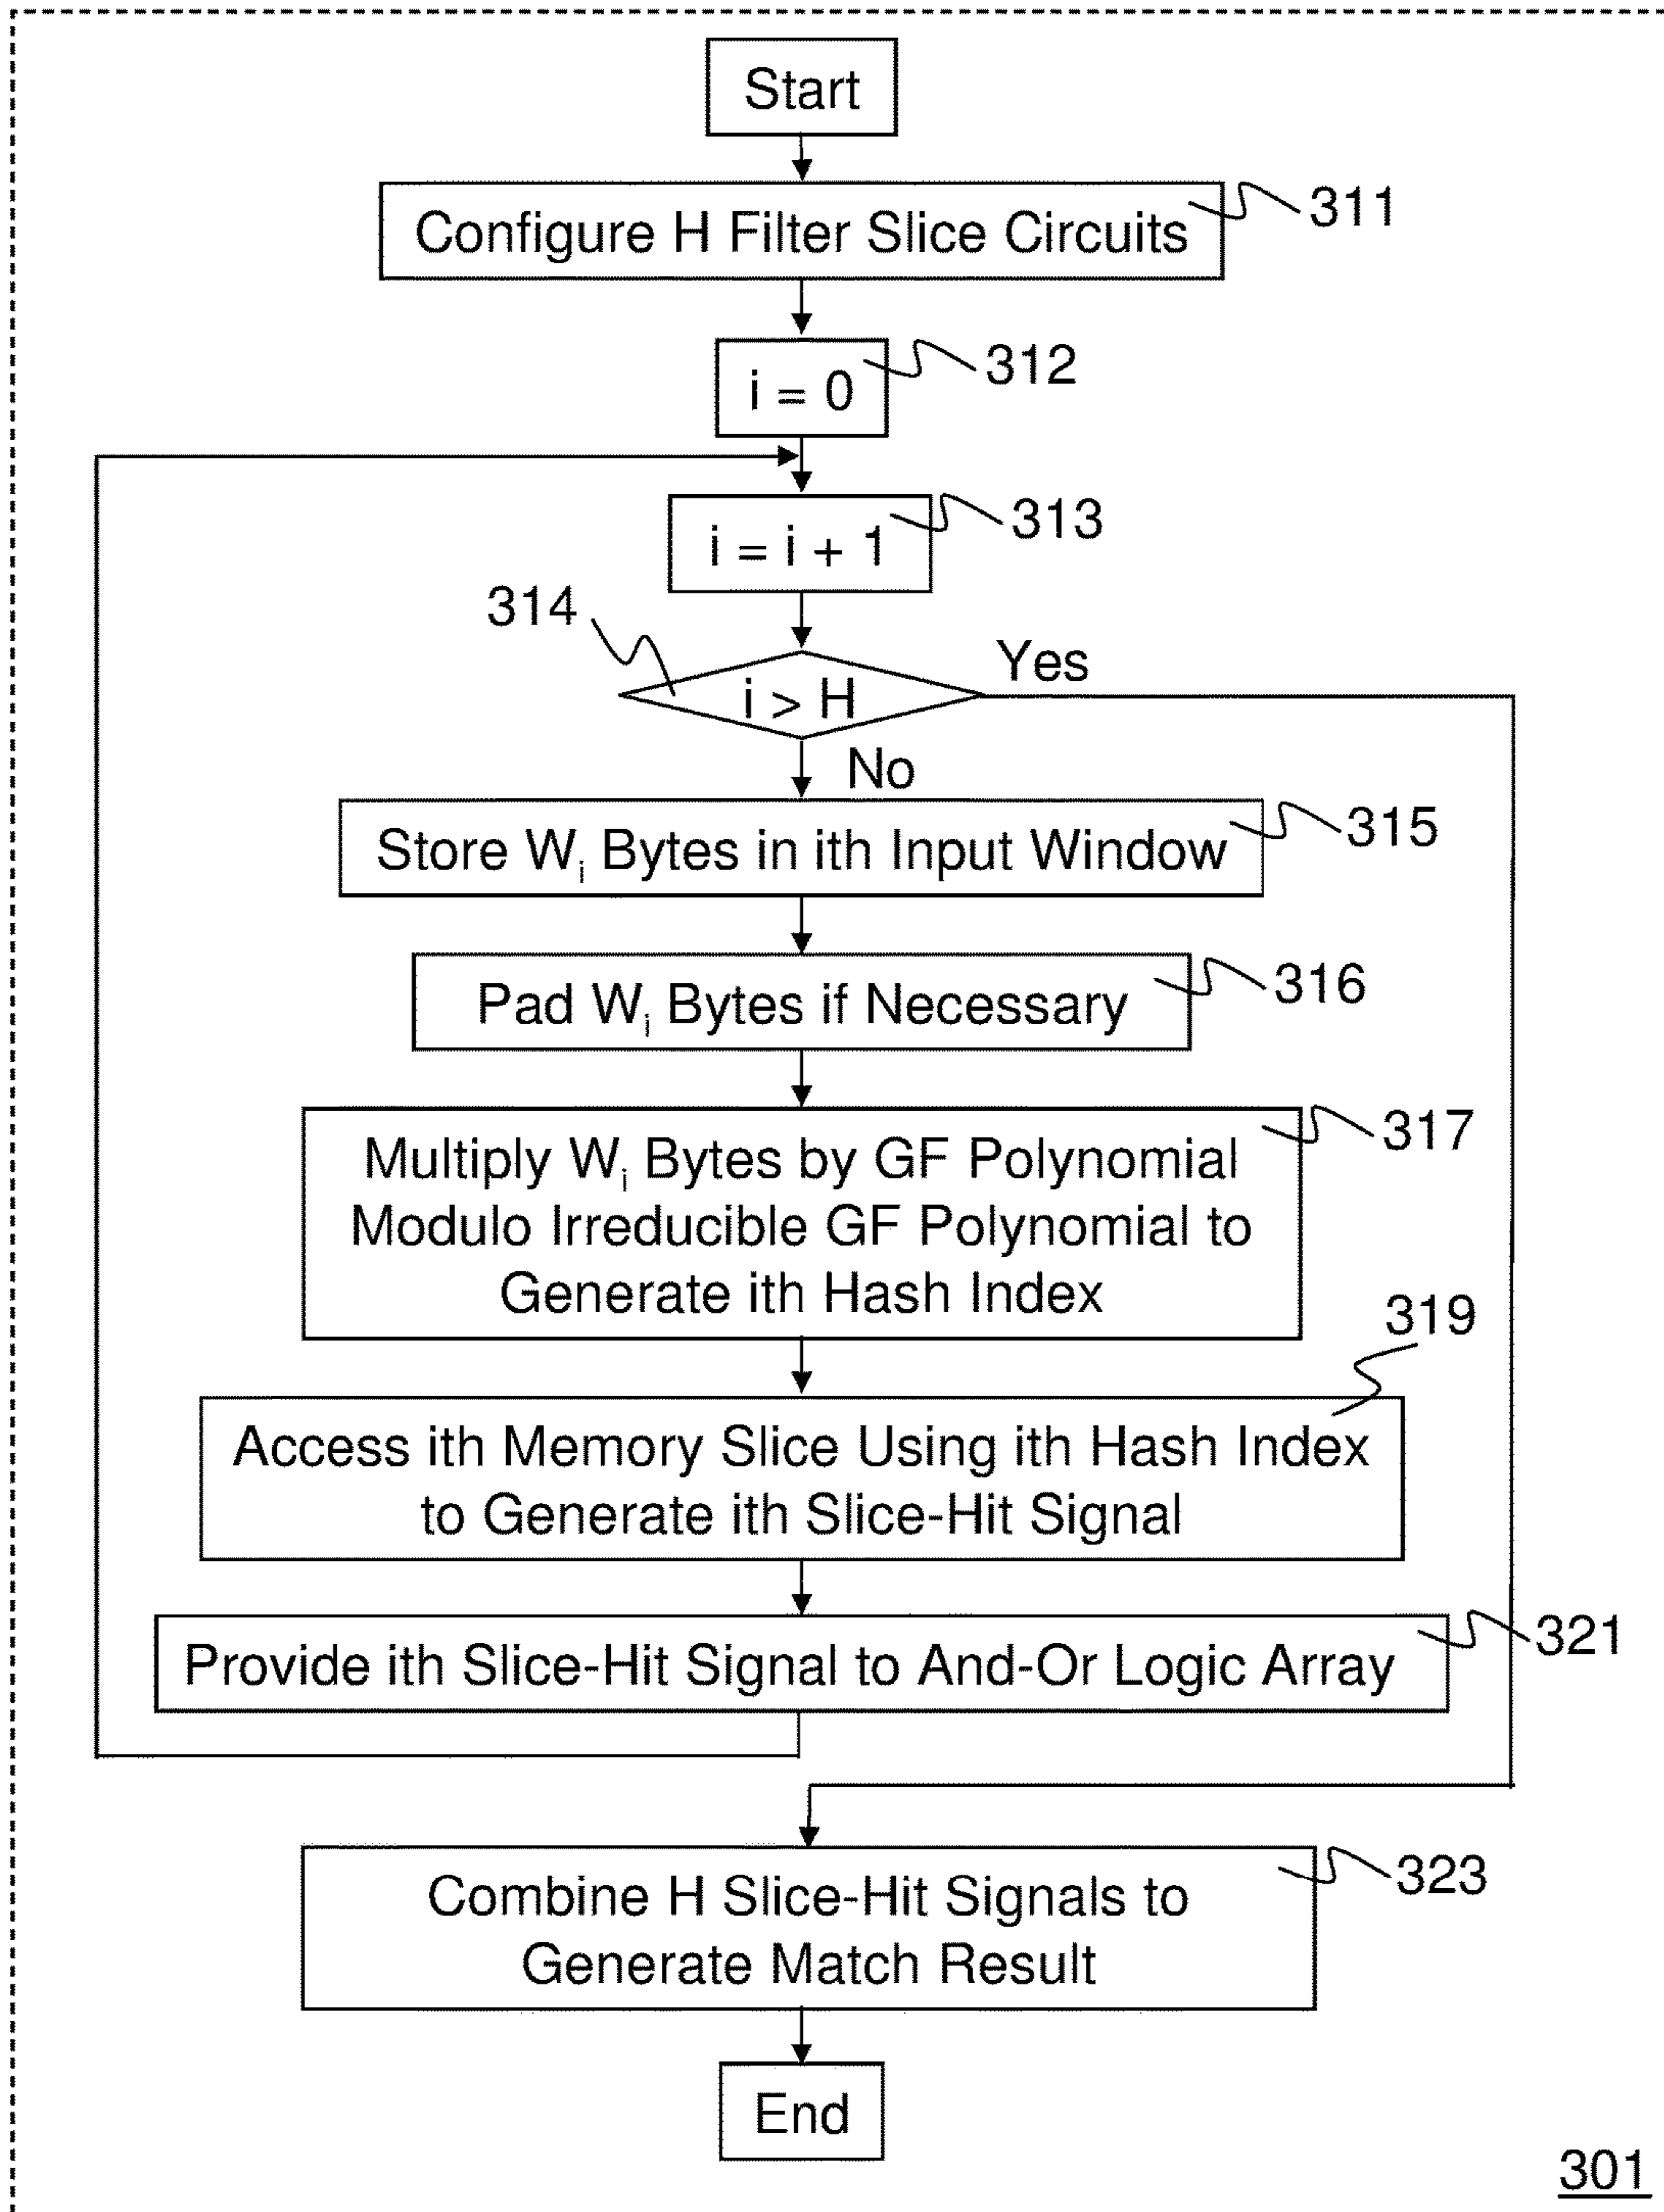 Start
Configure H Filter Slice Circuits
311
i = 0
312
i = i + 1
313
314
i > H
Yes
No
Store Wi Bytes in ith Input Window
315
Pad Wi Bytes if Necessary
316
Multiply Wi Bytes by GF Polynomial
Modulo Irreducible GF Polynomial to
Generate ith Hash Index
317
319
Access ith Memory Slice Using ith Hash Index
to Generate ith Slice-Hit Signal
Provide ith Slice-Hit Signal to And-Or Logic Array
321
Combine H Slice-Hit Signals to
Generate Match Result
323
End
301